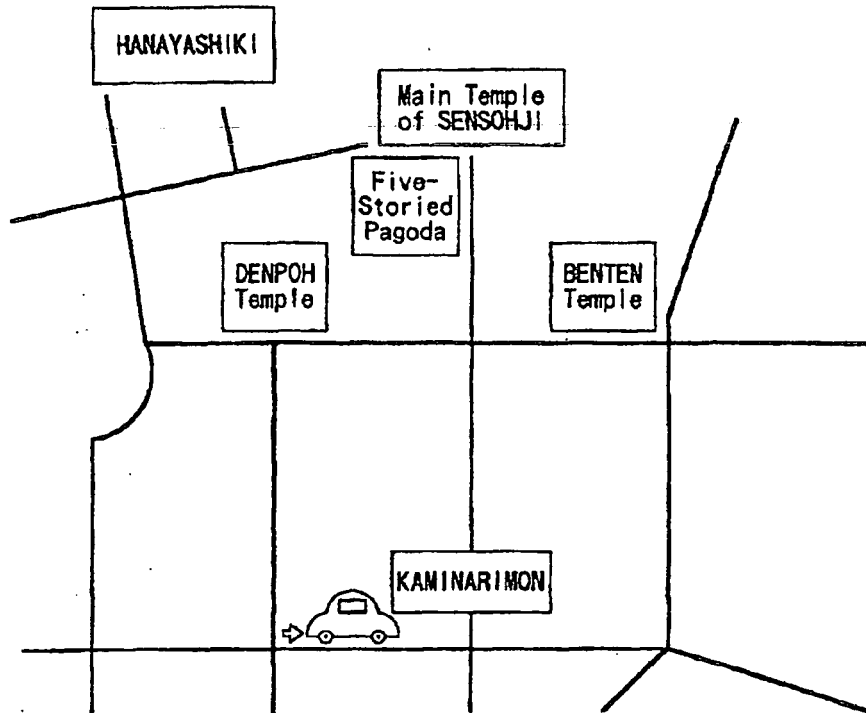 HANAYASHIKI
Main Temple
of SENSOHJI
Five-
Storied
Pagoda
DENPOH
Temple
BENTEN
Temple
KAMINARIMON